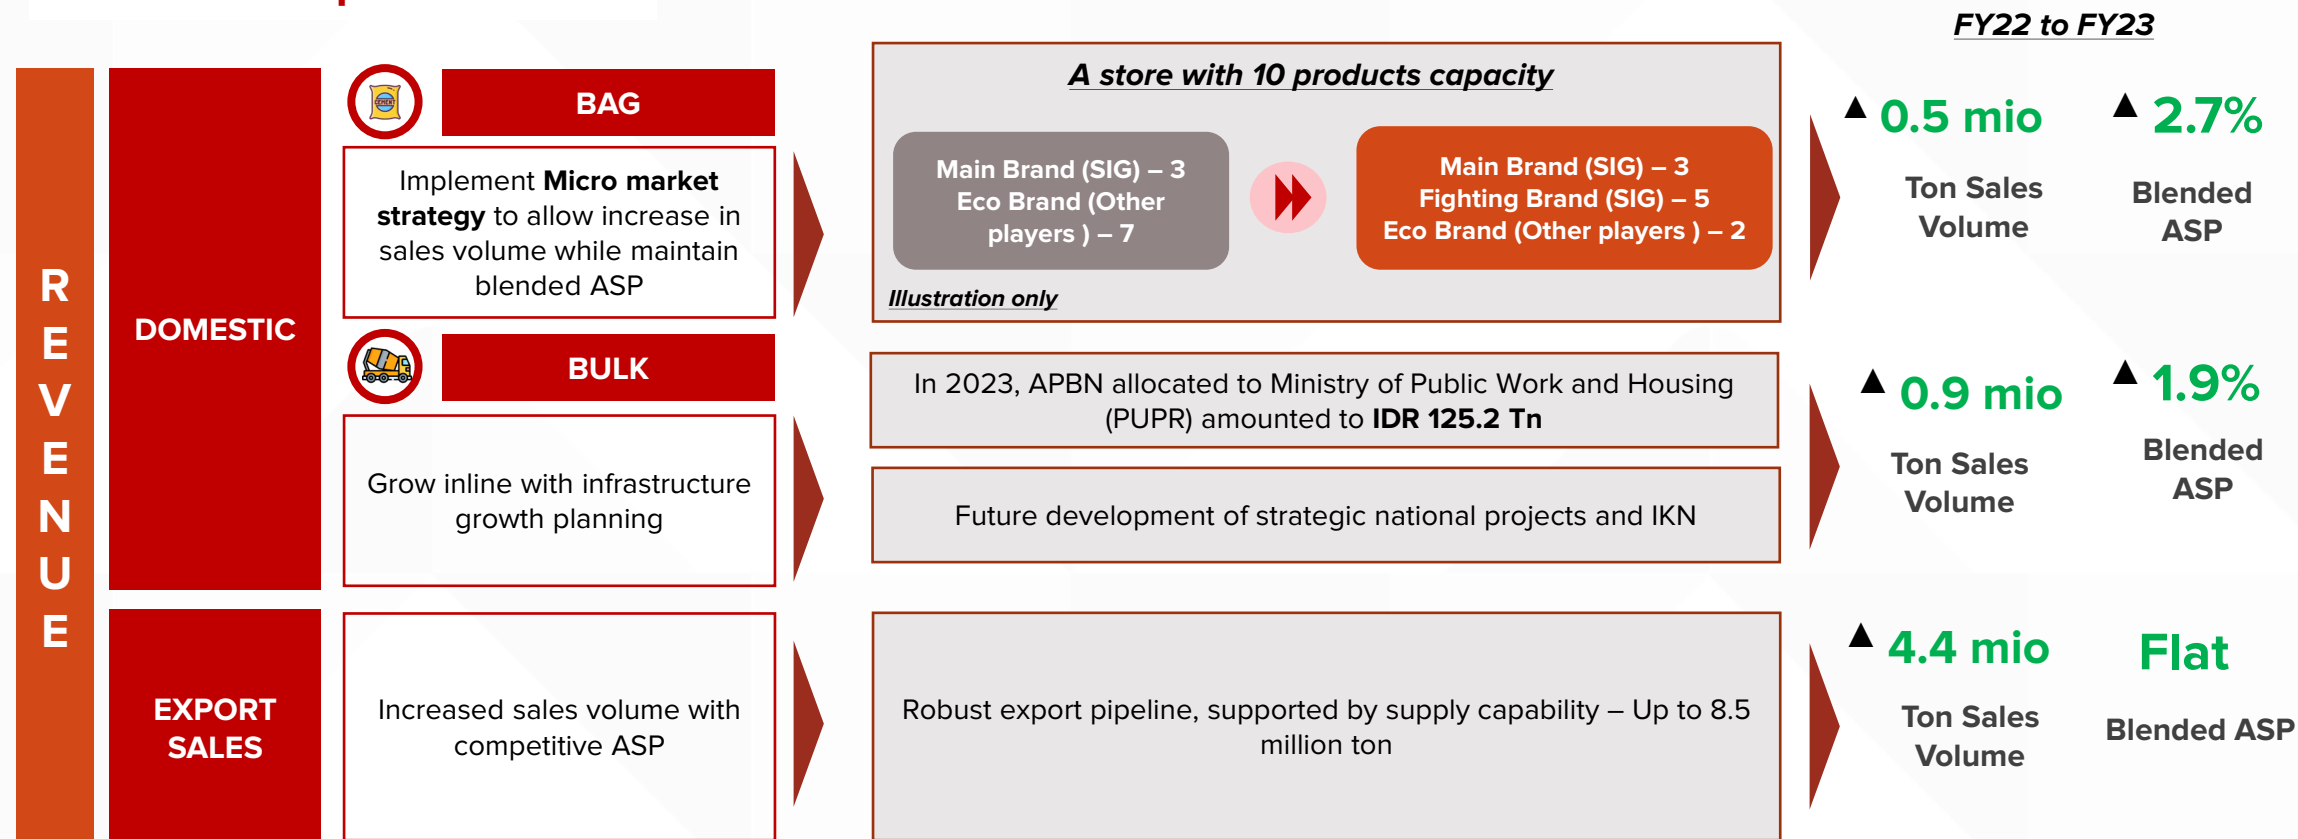 FY22 to FY23
REVENUE
DOMESTIC
CEMENT
BAG
Implement Micro market
strategy to allow increase in
sales volume while maintain
blended ASP
A store with 10 products capacity
Main Brand (SIG) – 3
Eco Brand (Other
players ) – 7
Main Brand (SIG) – 3
Fighting Brand (SIG) – 5
Eco Brand (Other players ) – 2
Illustration only
▲ 0.5 mio
Ton Sales
Volume
▲ 2.7%
Blended
ASP
BULK
Grow inline with infrastructure
growth planning
In 2023, APBN allocated to Ministry of Public Work and Housing
(PUPR) amounted to IDR 125.2 Tn
Future development of strategic national projects and IKN
▲ 0.9 mio
Ton Sales
Volume
▲ 1.9%
Blended
ASP
EXPORT
SALES
Increased sales volume with
competitive ASP
Robust export pipeline, supported by supply capability – Up to 8.5
million ton
▲ 4.4 mio
Ton Sales
Volume
Flat
Blended ASP